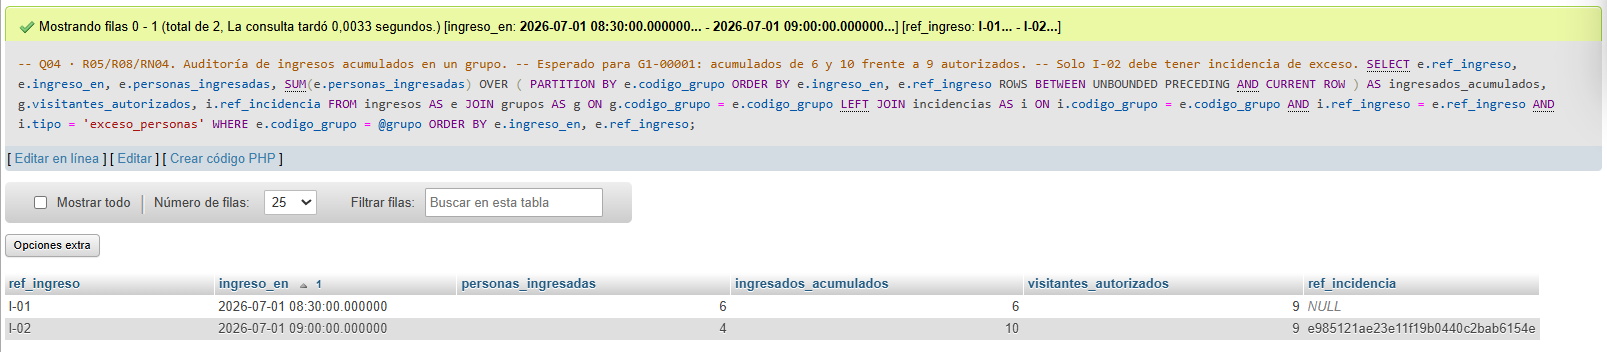 Mostrando filas 0 - 1 (total de 2, La consulta tardó 0,0033 segundos.) [ingreso_en: 2026-07-01 08:30:00.000000... - 2026-07-01 09:00:00.000000...] [ref_ingreso: I-01... - I-02...]
-- Q04 · R05/R08/RN04. Auditoría de ingresos acumulados en un grupo. -- Esperado para G1-00001: acumulados de 6 y 10 frente a 9 autorizados. -- Solo I-02 debe tener incidencia de exceso. SELECT e.ref_ingreso,
e.ingreso_en, e.personas_ingresadas, SUM(e.personas_ingresadas) OVER ( PARTITION BY e.codigo_grupo ORDER BY e.ingreso_en, e.ref_ingreso ROWS BETWEEN UNBOUNDED PRECEDING AND CURRENT ROW ) AS ingresados_acumulados,
g.visitantes_autorizados, i.ref_incidencia FROM ingresos AS e JOIN grupos AS g ON g.codigo_grupo = e.codigo_grupo LEFT JOIN incidencias AS i ON i.codigo_grupo = e.codigo_grupo AND i.ref_ingreso = e.ref_ingreso AND
i.tipo = 'exceso_personas' WHERE e.codigo_grupo = @grupo ORDER BY e.ingreso_en, e.ref_ingreso;
[ Editar en línea ] [ Editar ] [ Crear código PHP ]
Mostrar todo Número de filas: 25 Filtrar filas: Buscar en esta tabla
Opciones extra
ref_ingreso ingreso_en 1 personas_ingresadas ingresados_acumulados visitantes_autorizados ref_incidencia
I-01 2026-07-01 08:30:00.000000 6 6 9 NULL
I-02 2026-07-01 09:00:00.000000 4 10 9 e985121ae23e11f19b0440c2bab6154e